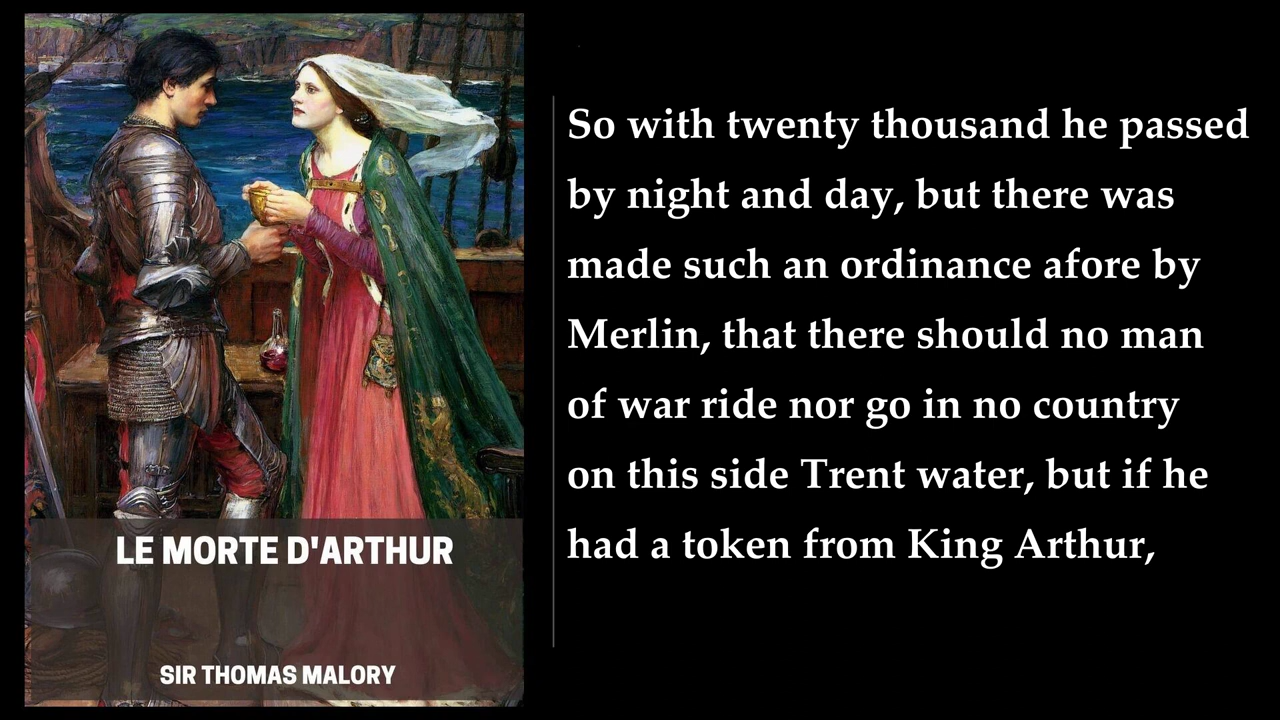 LE MORTE D'ARTHUR
SIR THOMAS MALORY
So with twenty thousand he passed
by night and day, but there was
made such an ordinance afore by
Merlin, that there should no man
of war ride nor go in no country
on this side Trent water, but if he
had a token from King Arthur,